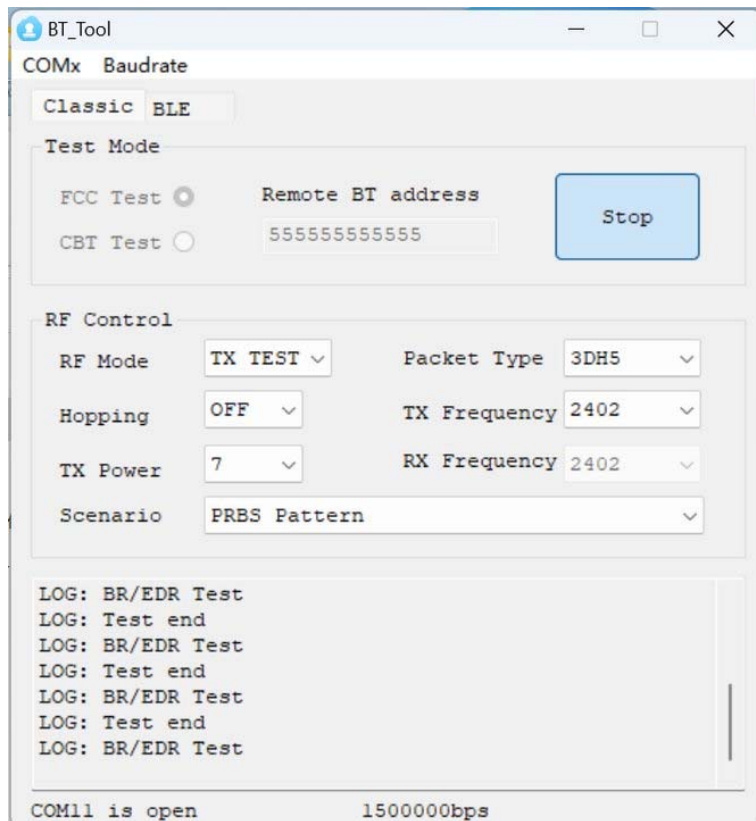 BT_Tool
COMx Baudrate
Classic BLE
Test Mode
FCC Test Remote BT address
CBT Test 555555555555
Stop
RF Control
RF Mode TX TEST Packet Type 3DH5
Hopping OFF TX Frequency 2402
TX Power 7 RX Frequency 2402
Scenario PRBS Pattern
LOG: BR/EDR Test
LOG: Test end
LOG: BR/EDR Test
LOG: Test end
LOG: BR/EDR Test
LOG: Test end
LOG: BR/EDR Test
COM11 is open 1500000bps